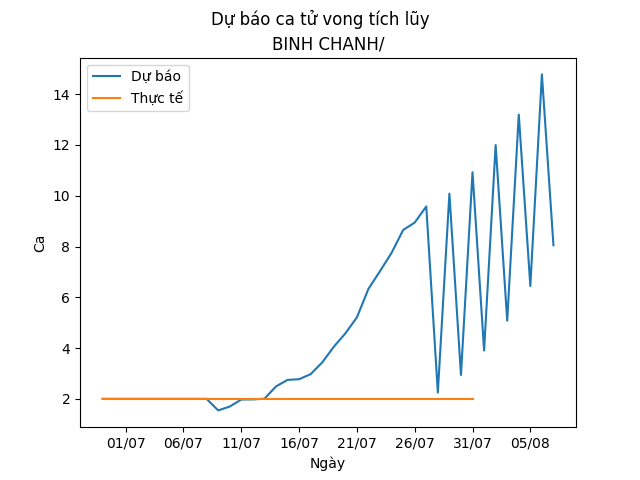 Dự báo ca tử vong tích lũy
BINH CHANH/
Dự báo
Thực tế
14
12
10
8
6
4
2
Ca
01/07 06/07 11/07 16/07 21/07 26/07 31/07 05/08
Ngày